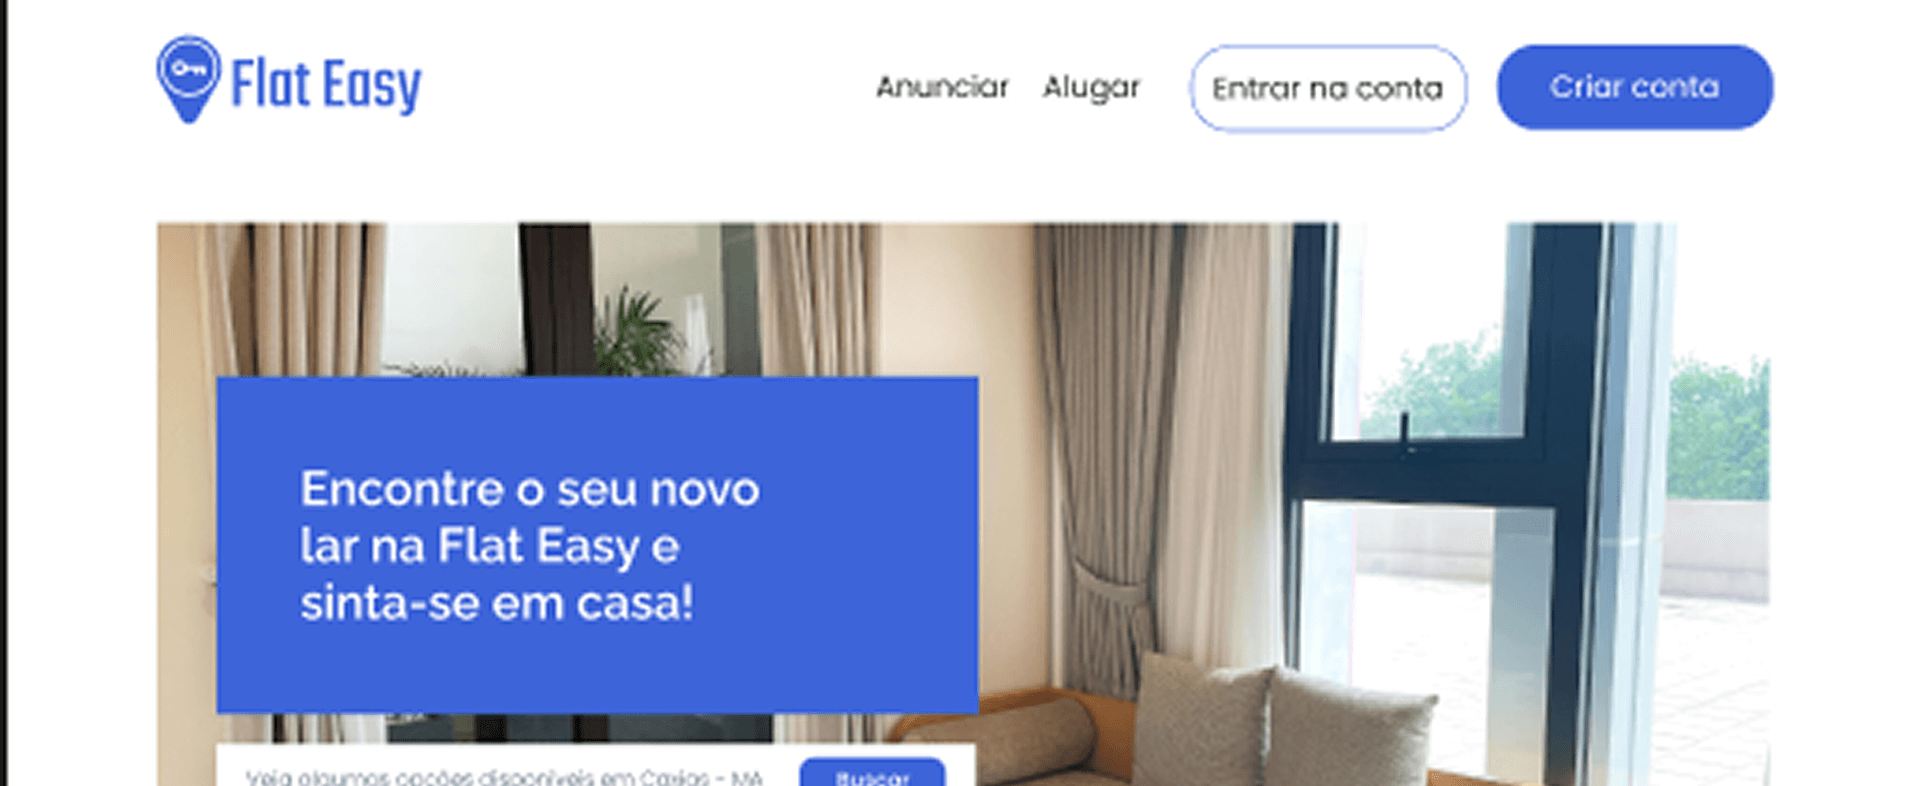 Flat Easy
Anunciar Alugar Entrar na conta Criar conta
Encontre o seu novo
lar na Flat Easy e
sinta-se em casa!
Veja algumas opções disponíveis em Caxias - MA Buscar